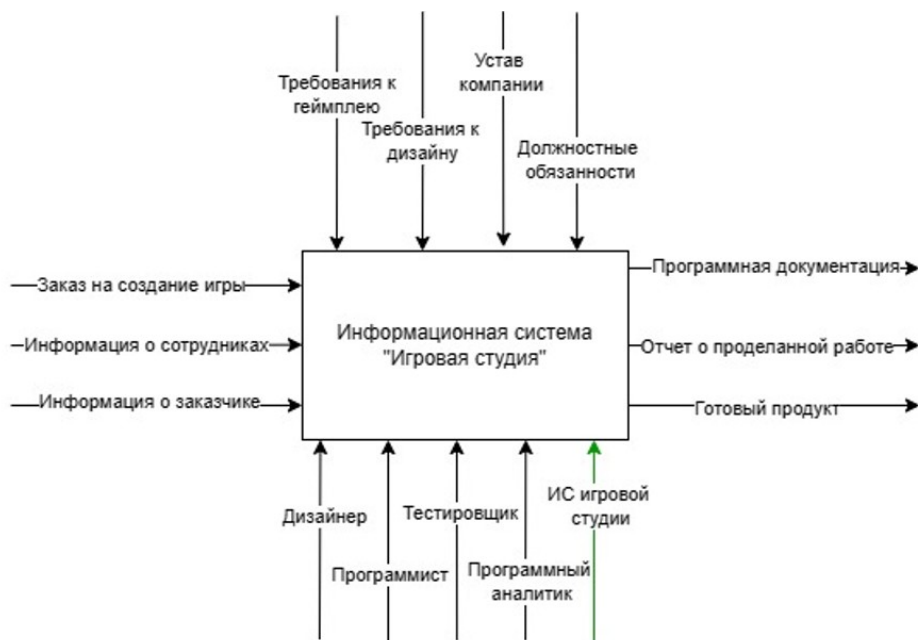 Требования к
геймплею
Требования к
дизайну
Устав
компании
Должностные
обязанности
Заказ на создание игры
Информация о сотрудниках
Информация о заказчике
Информационная система
"Игровая студия"
Программная документация
Отчет о проделанной работе
Готовый продукт
Дизайнер
Программист
Тестировщик
Программный
аналитик
ИС игровой
студии